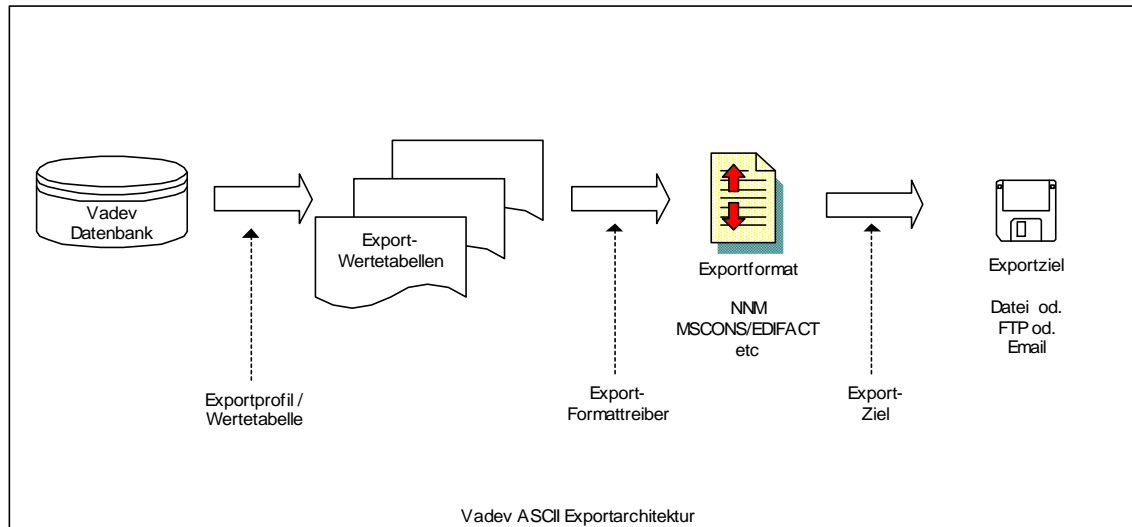 Vadev
Datenbank
Export-
Wertetabellen
Exportformat
NNM
MSCONS/EDIFACT
etc
Exportziel
Datei od.
FTP od.
Email
Exportprofil /
Wertetabelle
Export-
Formattreiber
Export-
Ziel
Vadev ASCII Exportarchitektur